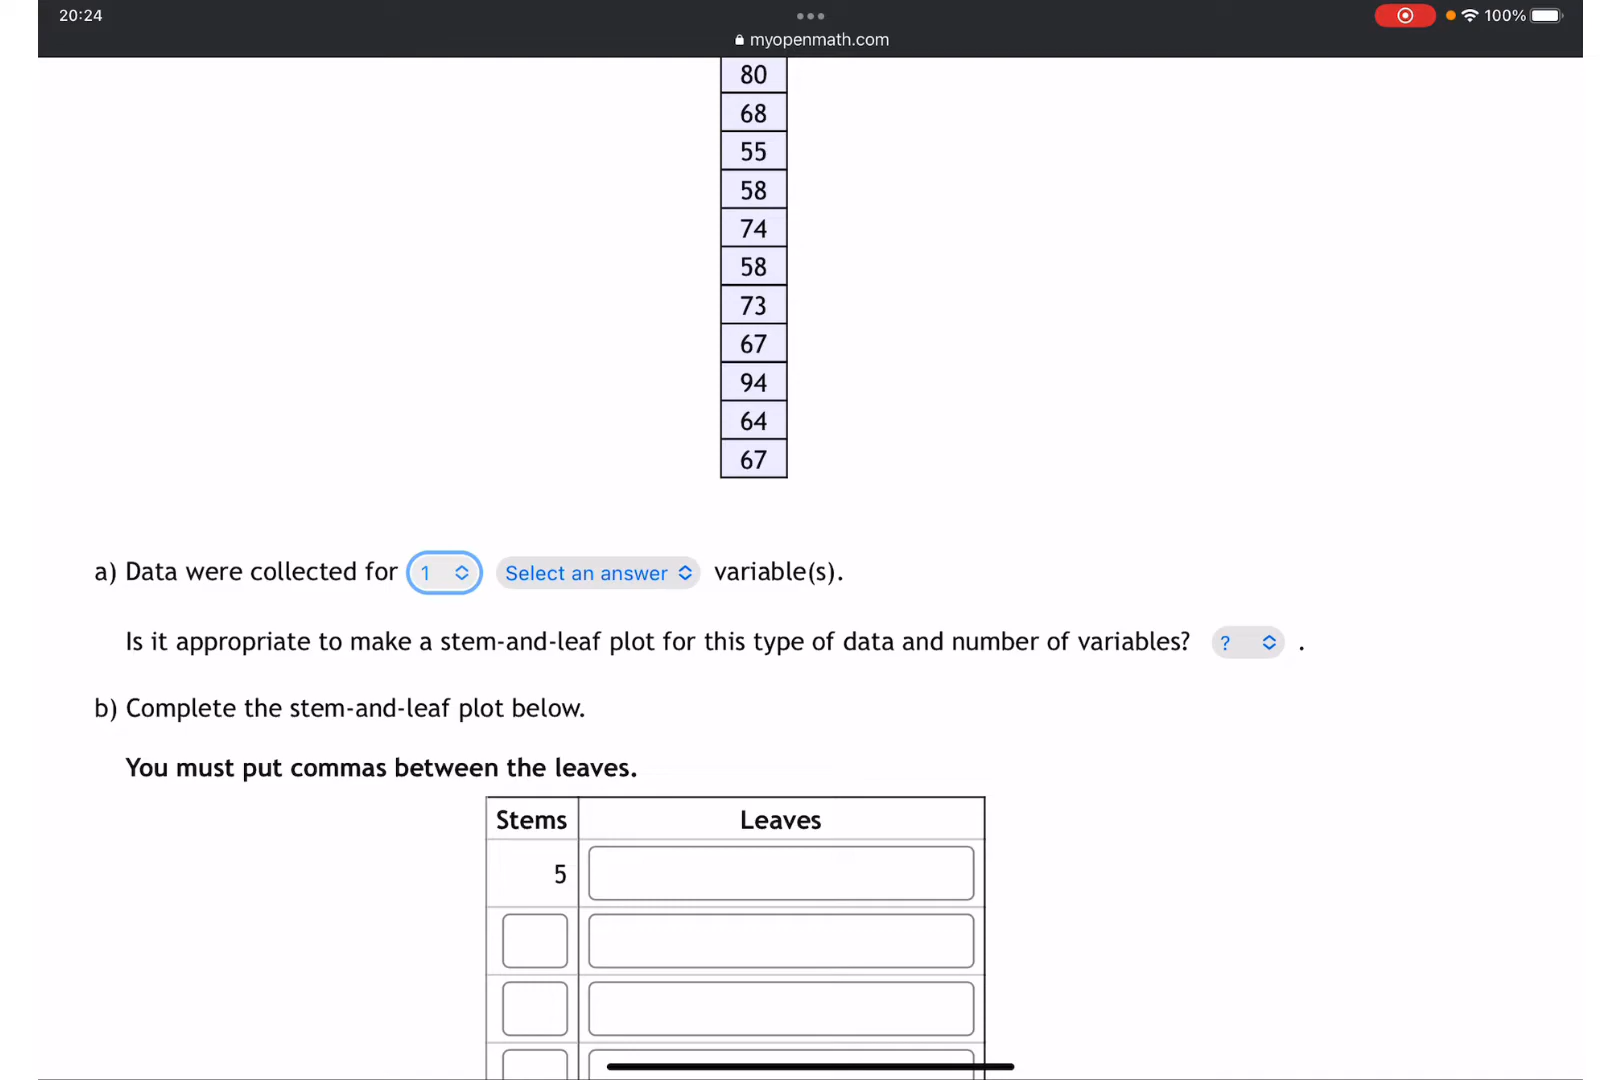 20:24
100%
myopenmath.com
80
68
55
58
74
58
73
67
94
64
67
a) Data were collected for 1 Select an answer variable(s).
Is it appropriate to make a stem-and-leaf plot for this type of data and number of variables? ? .
b) Complete the stem-and-leaf plot below.
You must put commas between the leaves.
Stems Leaves
5